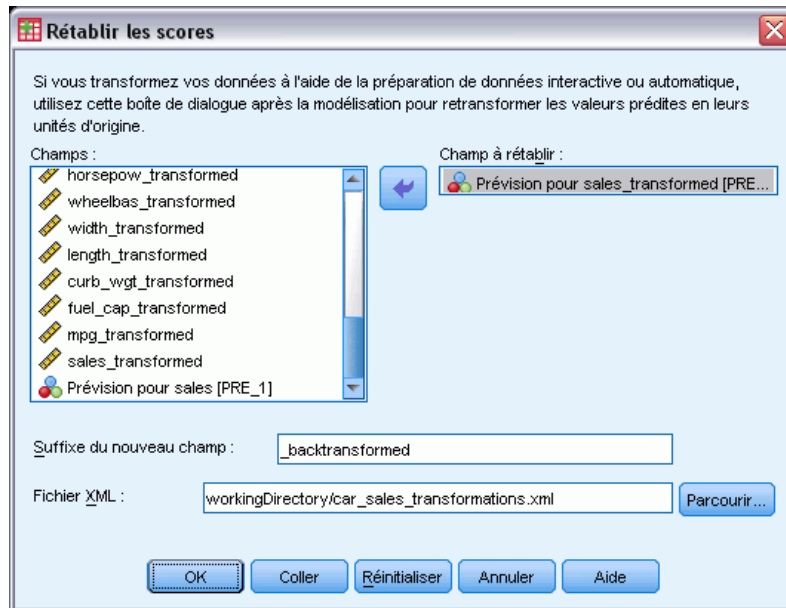 Rétablir les scores
Si vous transformez vos données à l'aide de la préparation de données interactive ou automatique,
utilisez cette boîte de dialogue après la modélisation pour retransformer les valeurs prédites en leurs
unités d'origine.
Champs :
horsepow_transformed
wheelbas_transformed
width_transformed
length_transformed
curb_wgt_transformed
fuel_cap_transformed
mpg_transformed
sales_transformed
Prévision pour sales [PRE_1]
Champ à rétablir :
Prévision pour sales_transformed [PRE...
Suffixe du nouveau champ :
_backtransformed
Fichier XML :
workingDirectory/car_sales_transformations.xml
Parcourir...
OK
Coller
Réinitialiser
Annuler
Aide